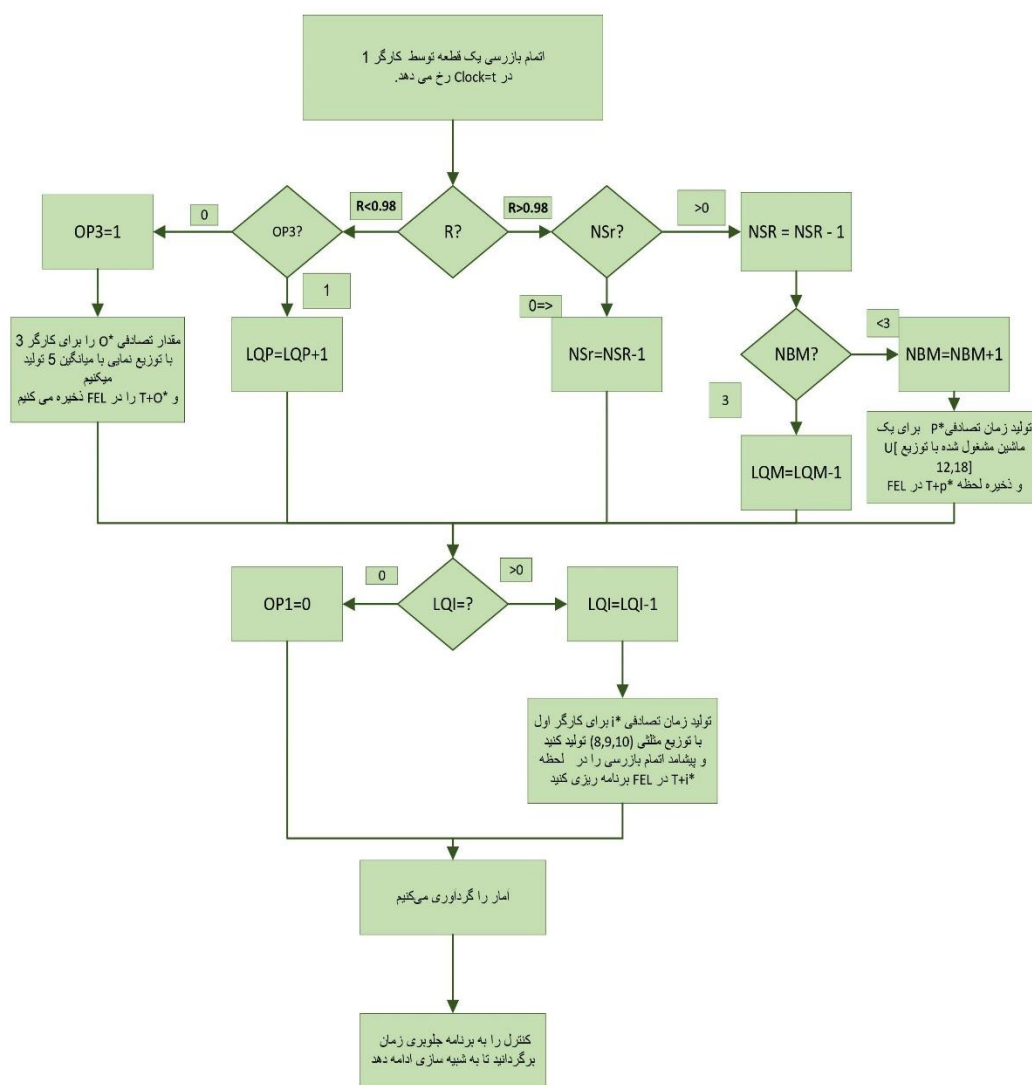 اتمام بازرسی یک قطعه توسط کارگر 1
در Clock=t رخ می دهد.
OP3=1
0
OP3?
R<0.98
R?
R>0.98
NSr?
>0
NSR = NSR - 1
1
0=>
مقدار تصادفی *O را برای کارگر 3
با توزیع نمایی با میانگین 5 تولید
میکنیم
و *T+O را در FEL ذخیره می کنیم
LQP=LQP+1
NSr=NSR-1
NBM?
<3
NBM=NBM+1
3
LQM=LQM-1
تولید زمان تصادفی*P برای یک
ماشین مشغول شده با توزیع [U
12,18]
و ذخیره لحظه *T+p در FEL
OP1=0
0
LQI=?
>0
LQI=LQI-1
تولید زمان تصادفی *i برای کارگر اول
با توزیع مثلثی (8,9,10) تولید کنید
و پیشامد اتمام بازرسی را در لحظه
*T+i در FEL برنامه ریزی کنید
آمار را گردآوری می‌کنیم
کنترل را به برنامه جلوبری زمان
برگردانید تا به شبیه سازی ادامه دهد